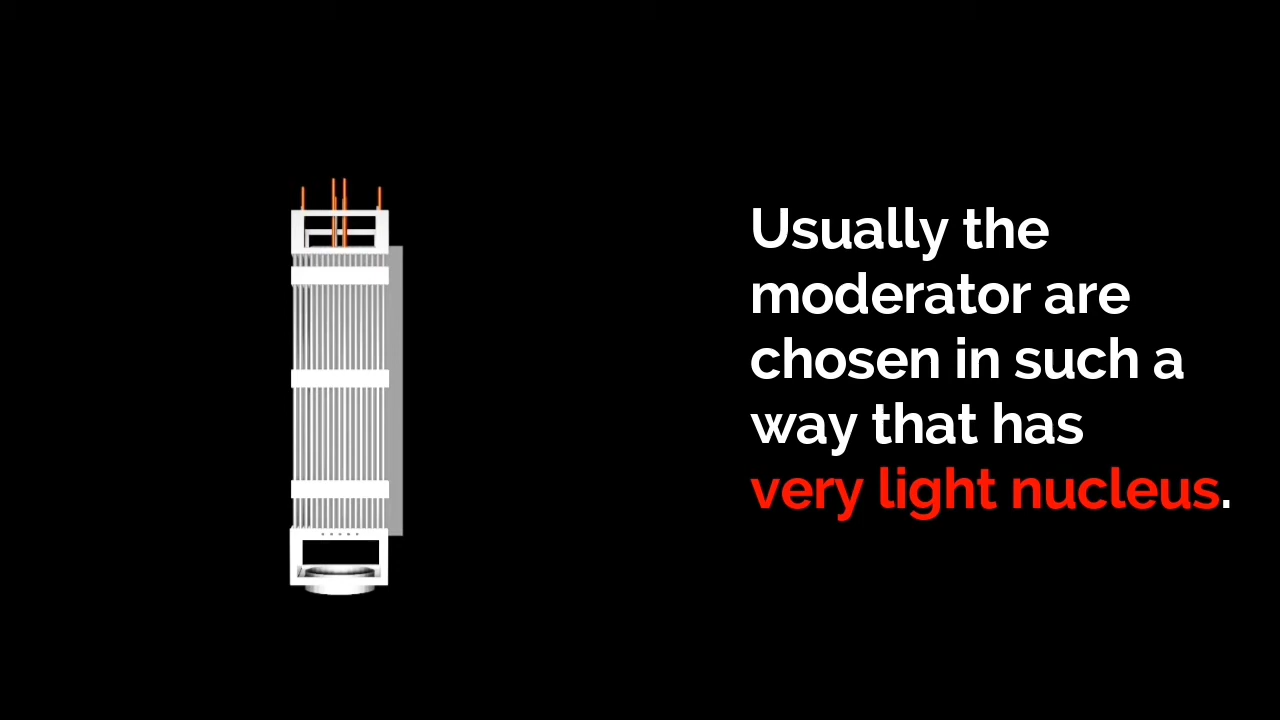 Usually the
moderator are
chosen in such a
way that has
very light nucleus.